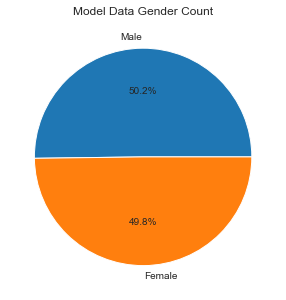 Model Data Gender Count
Male
50.2%
49.8%
Female